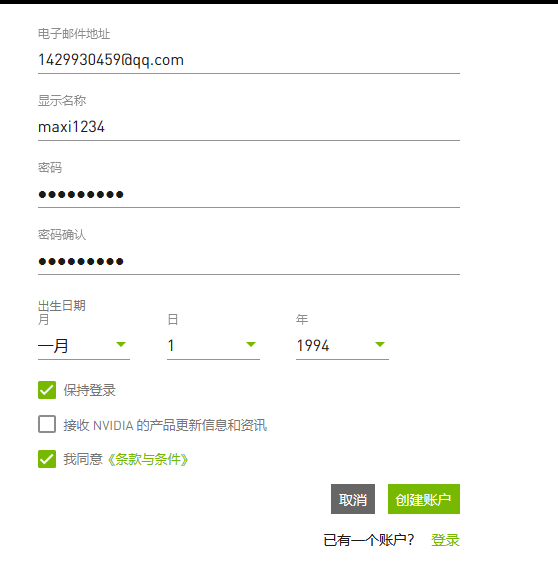 电子邮件地址
1429930459@qq.com
显示名称
maxi1234
密码
●●●●●●●●●
密码确认
●●●●●●●●●
出生日期
月 日 年
一月 1 1994
保持登录
接收 NVIDIA 的产品更新信息和资讯
我同意《条款与条件》
取消 创建账户
已有一个账户？ 登录